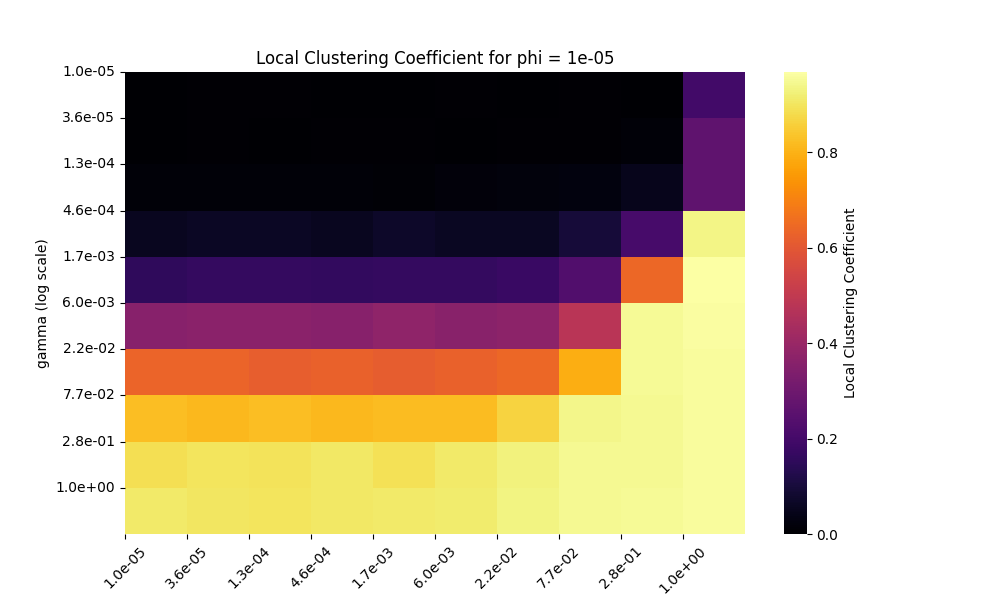 Local Clustering Coefficient for phi = 1e-05
gamma (log scale)
1.0e-05
3.6e-05
1.3e-04
4.6e-04
1.7e-03
6.0e-03
2.2e-02
7.7e-02
2.8e-01
1.0e+00
1.0e-05
3.6e-05
1.3e-04
4.6e-04
1.7e-03
6.0e-03
2.2e-02
7.7e-02
2.8e-01
1.0e+00
0.8
0.6
0.4
0.2
0.0
Local Clustering Coefficient